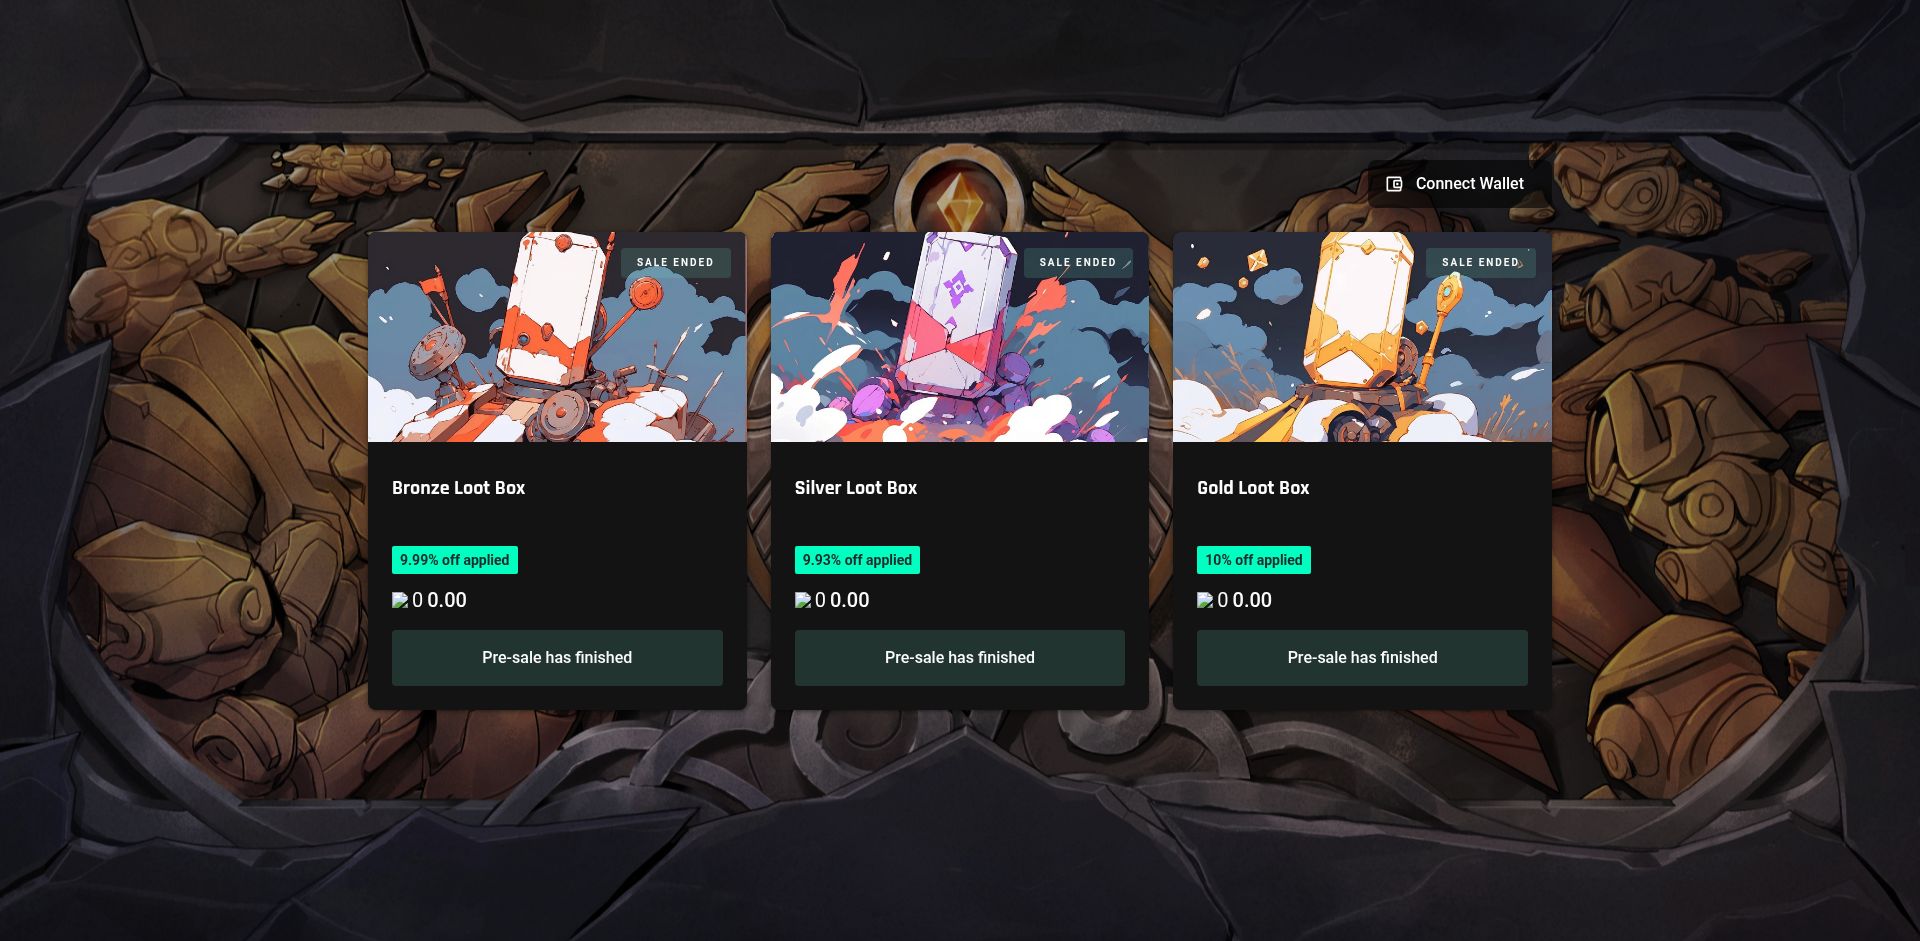 Connect Wallet
SALE ENDED
SALE ENDED
SALE ENDED
Bronze Loot Box
Silver Loot Box
Gold Loot Box
9.99% off applied
9.93% off applied
10% off applied
0 0.00
0 0.00
0 0.00
Pre-sale has finished
Pre-sale has finished
Pre-sale has finished